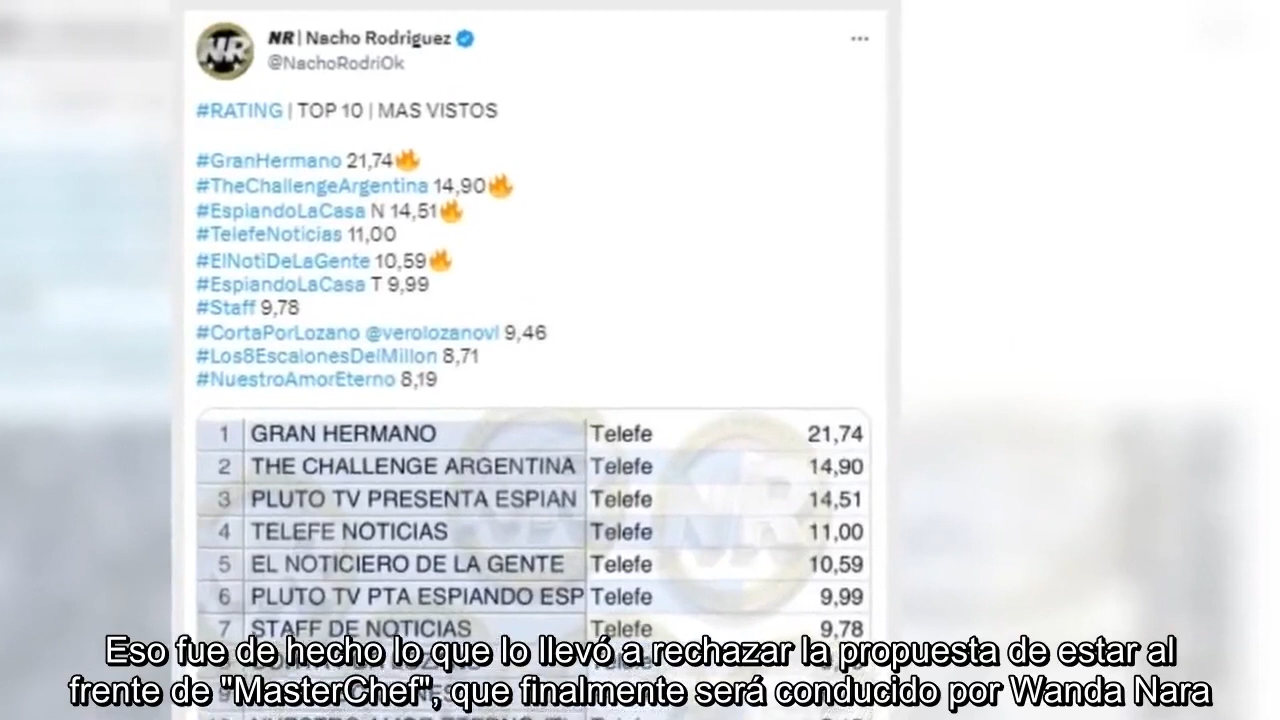 NR | Nacho Rodriguez
@NachoRodriOk
#RATING | TOP 10 | MAS VISTOS
#GranHermano 21,74🔥
#TheChallengeArgentina 14,90🔥
#EspiandoLaCasa N 14,51🔥
#TelefeNoticias 11,00
#ElNotiDeLaGente 10,59🔥
#EspiandoLaCasa T 9,99
#Staff 9,78
#CortaPorLozano @verolozanovl 9,46
#Los8EscalonesDelMillon 8,71
#NuestroAmorEterno 8,19
1 GRAN HERMANO Telefe 21,74
2 THE CHALLENGE ARGENTINA Telefe 14,90
3 PLUTO TV PRESENTA ESPIAN Telefe 14,51
4 TELEFE NOTICIAS Telefe 11,00
5 EL NOTICIERO DE LA GENTE Telefe 10,59
6 PLUTO TV PTA ESPIANDO ESP Telefe 9,99
7 STAFF DE NOTICIAS Telefe 9,78
Eso fue de hecho lo que lo llevó a rechazar la propuesta de estar al
frente de "MasterChef", que finalmente será conducido por Wanda Nara